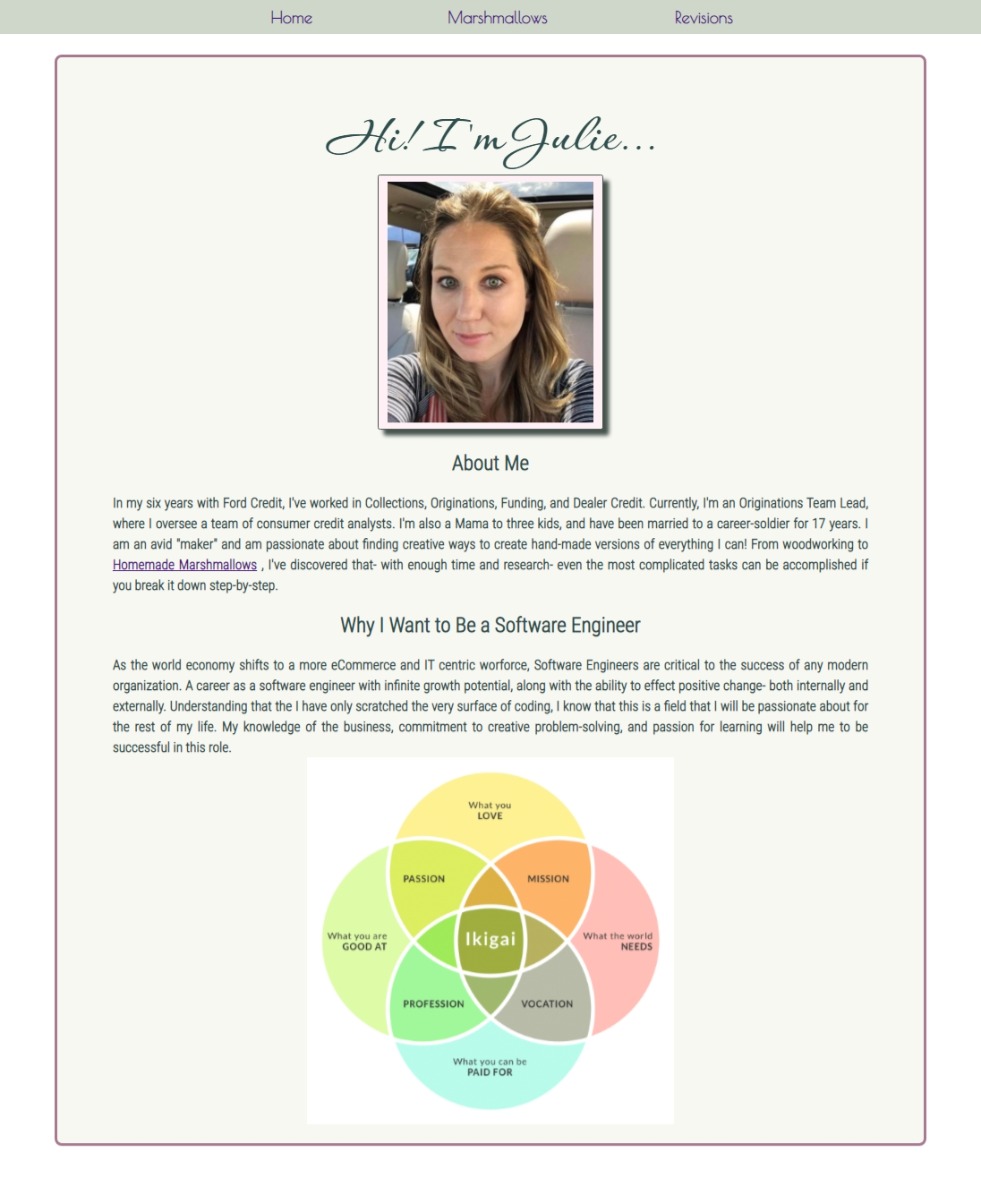 Home Marshmallows Revisions
Hi! I'm Julie...
About Me
In my six years with Ford Credit, I've worked in Collections, Originations, Funding, and Dealer Credit. Currently, I'm an Originations Team Lead,
where I oversee a team of consumer credit analysts. I'm also a Mama to three kids, and have been married to a career-soldier for 17 years. I
am an avid "maker" and am passionate about finding creative ways to create hand-made versions of everything I can! From woodworking to
Homemade Marshmallows , I've discovered that- with enough time and research- even the most complicated tasks can be accomplished if
you break it down step-by-step.
Why I Want to Be a Software Engineer
As the world economy shifts to a more eCommerce and IT centric worforce, Software Engineers are critical to the success of any modern
organization. A career as a software engineer with infinite growth potential, along with the ability to effect positive change- both internally and
externally. Understanding that the I have only scratched the very surface of coding, I know that this is a field that I will be passionate about for
the rest of my life. My knowledge of the business, commitment to creative problem-solving, and passion for learning will help me to be
successful in this role.
What you
LOVE
PASSION
MISSION
What you are
GOOD AT
Ikigai
What the world
NEEDS
PROFESSION
VOCATION
What you can be
PAID FOR